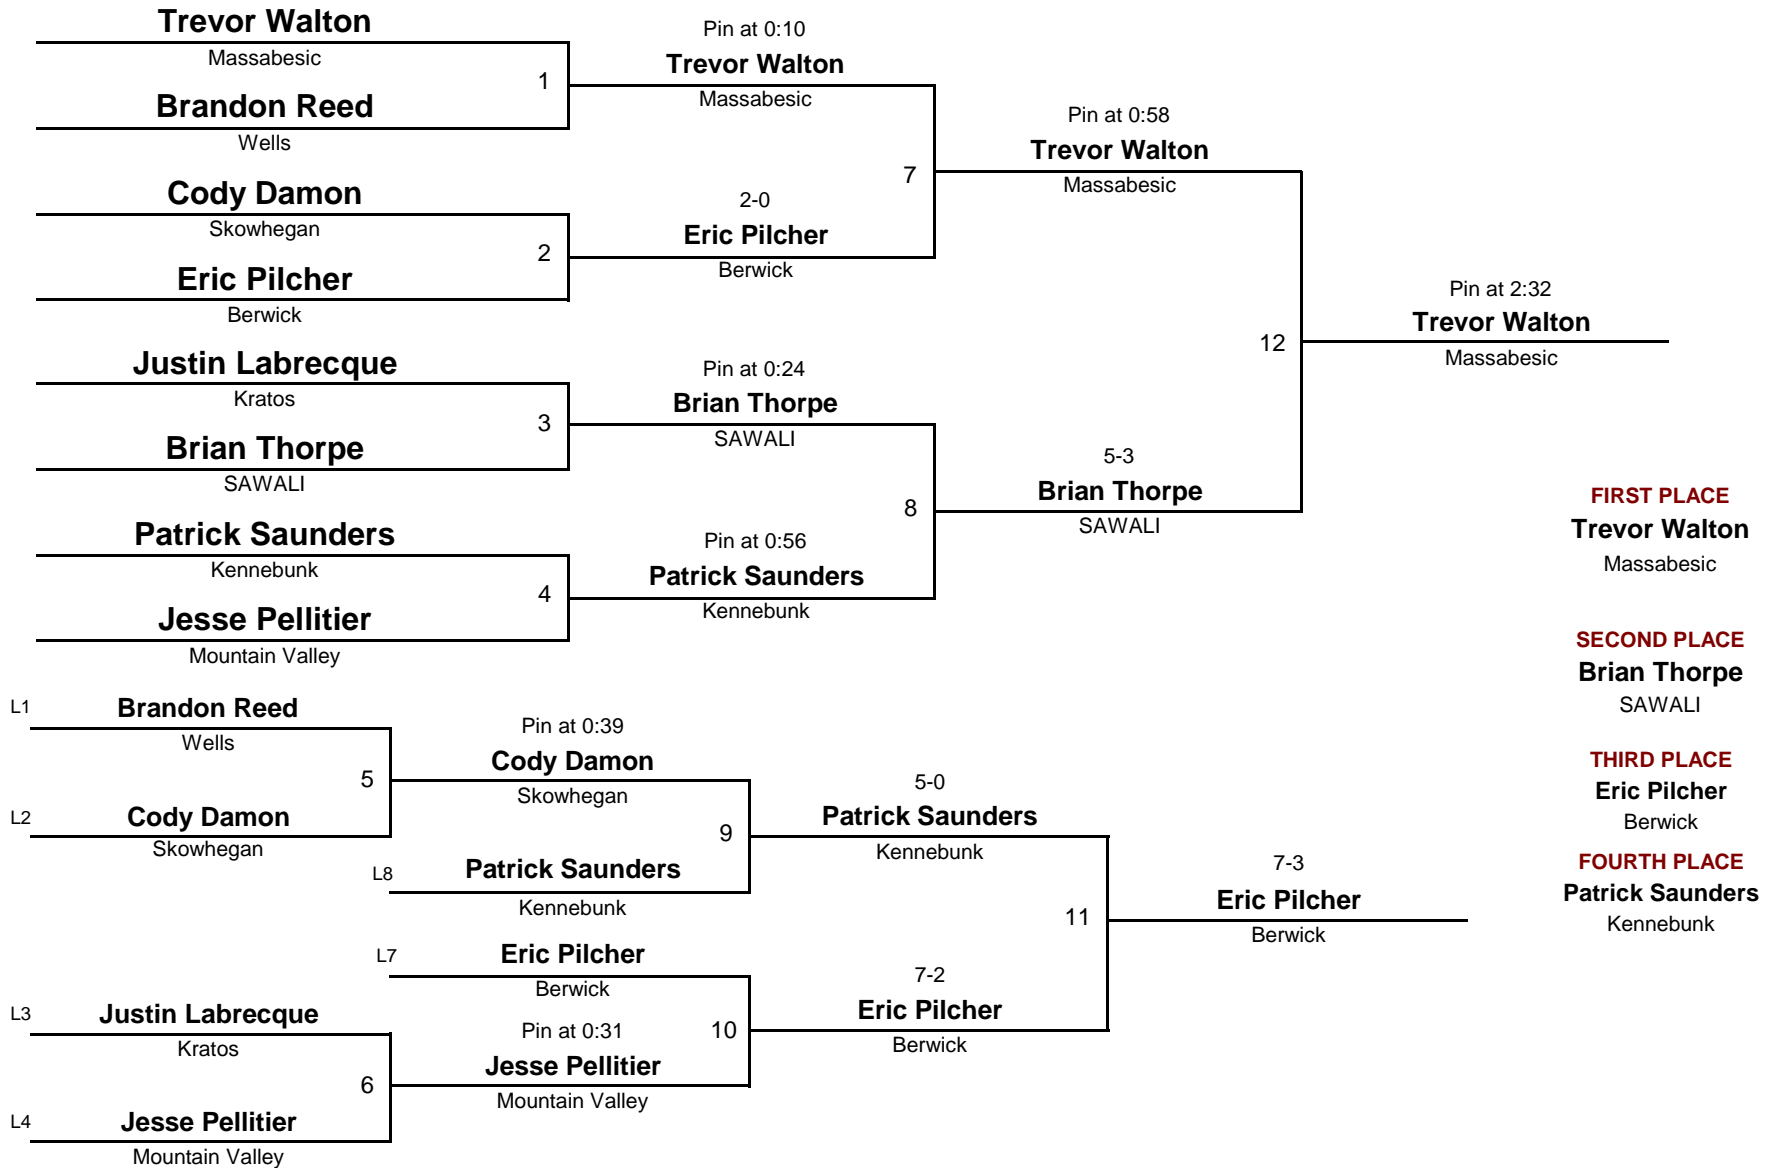 Trevor Walton
Massabesic
1
Brandon Reed
Wells
Cody Damon
Skowhegan
2
Eric Pilcher
Berwick
Justin Labrecque
Kratos
3
Brian Thorpe
SAWALI
Patrick Saunders
Kennebunk
4
Jesse Pellitier
Mountain Valley
Pin at 0:10
Trevor Walton
Massabesic
7
2-0
Eric Pilcher
Berwick
Pin at 0:24
Brian Thorpe
SAWALI
8
Pin at 0:56
Patrick Saunders
Kennebunk
Pin at 0:58
Trevor Walton
Massabesic
12
5-3
Brian Thorpe
SAWALI
Pin at 2:32
Trevor Walton
Massabesic
FIRST PLACE
Trevor Walton
Massabesic
SECOND PLACE
Brian Thorpe
SAWALI
THIRD PLACE
Eric Pilcher
Berwick
FOURTH PLACE
Patrick Saunders
Kennebunk
L1
Brandon Reed
Wells
5
L2
Cody Damon
Skowhegan
L3
Justin Labrecque
Kratos
6
L4
Jesse Pellitier
Mountain Valley
Pin at 0:39
Cody Damon
Skowhegan
9
L8
Patrick Saunders
Kennebunk
L7
Eric Pilcher
Berwick
10
Pin at 0:31
Jesse Pellitier
Mountain Valley
5-0
Patrick Saunders
Kennebunk
11
7-2
Eric Pilcher
Berwick
7-3
Eric Pilcher
Berwick